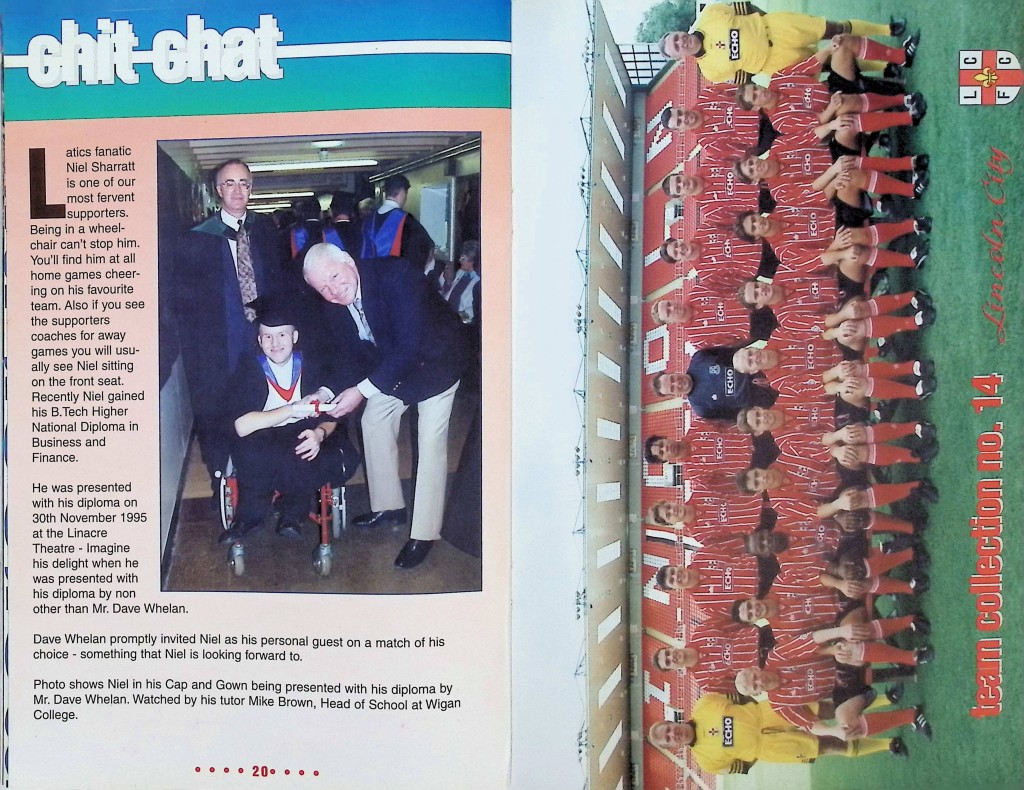 chit chat
Latics fanatic
Niel Sharratt
is one of our
most fervent
supporters.
Being in a wheel-
chair can't stop him.
You'll find him at all
home games cheer-
ing on his favourite
team. Also if you see
the supporters
coaches for away
games you will usu-
ally see Niel sitting
on the front seat.
Recently Niel gained
his B.Tech Higher
National Diploma in
Business and
Finance.
He was presented
with his diploma on
30th November 1995
at the Linacre
Theatre - Imagine
his delight when he
was presented with
his diploma by non
other than Mr. Dave Whelan.
Dave Whelan promptly invited Niel as his personal guest on a match of his
choice - something that Niel is looking forward to.
Photo shows Niel in his Cap and Gown being presented with his diploma by
Mr. Dave Whelan. Watched by his tutor Mike Brown, Head of School at Wigan
College.
20
team collection no. 14
Lincoln City
L C
F C
ECHO
ECHO
ECHO